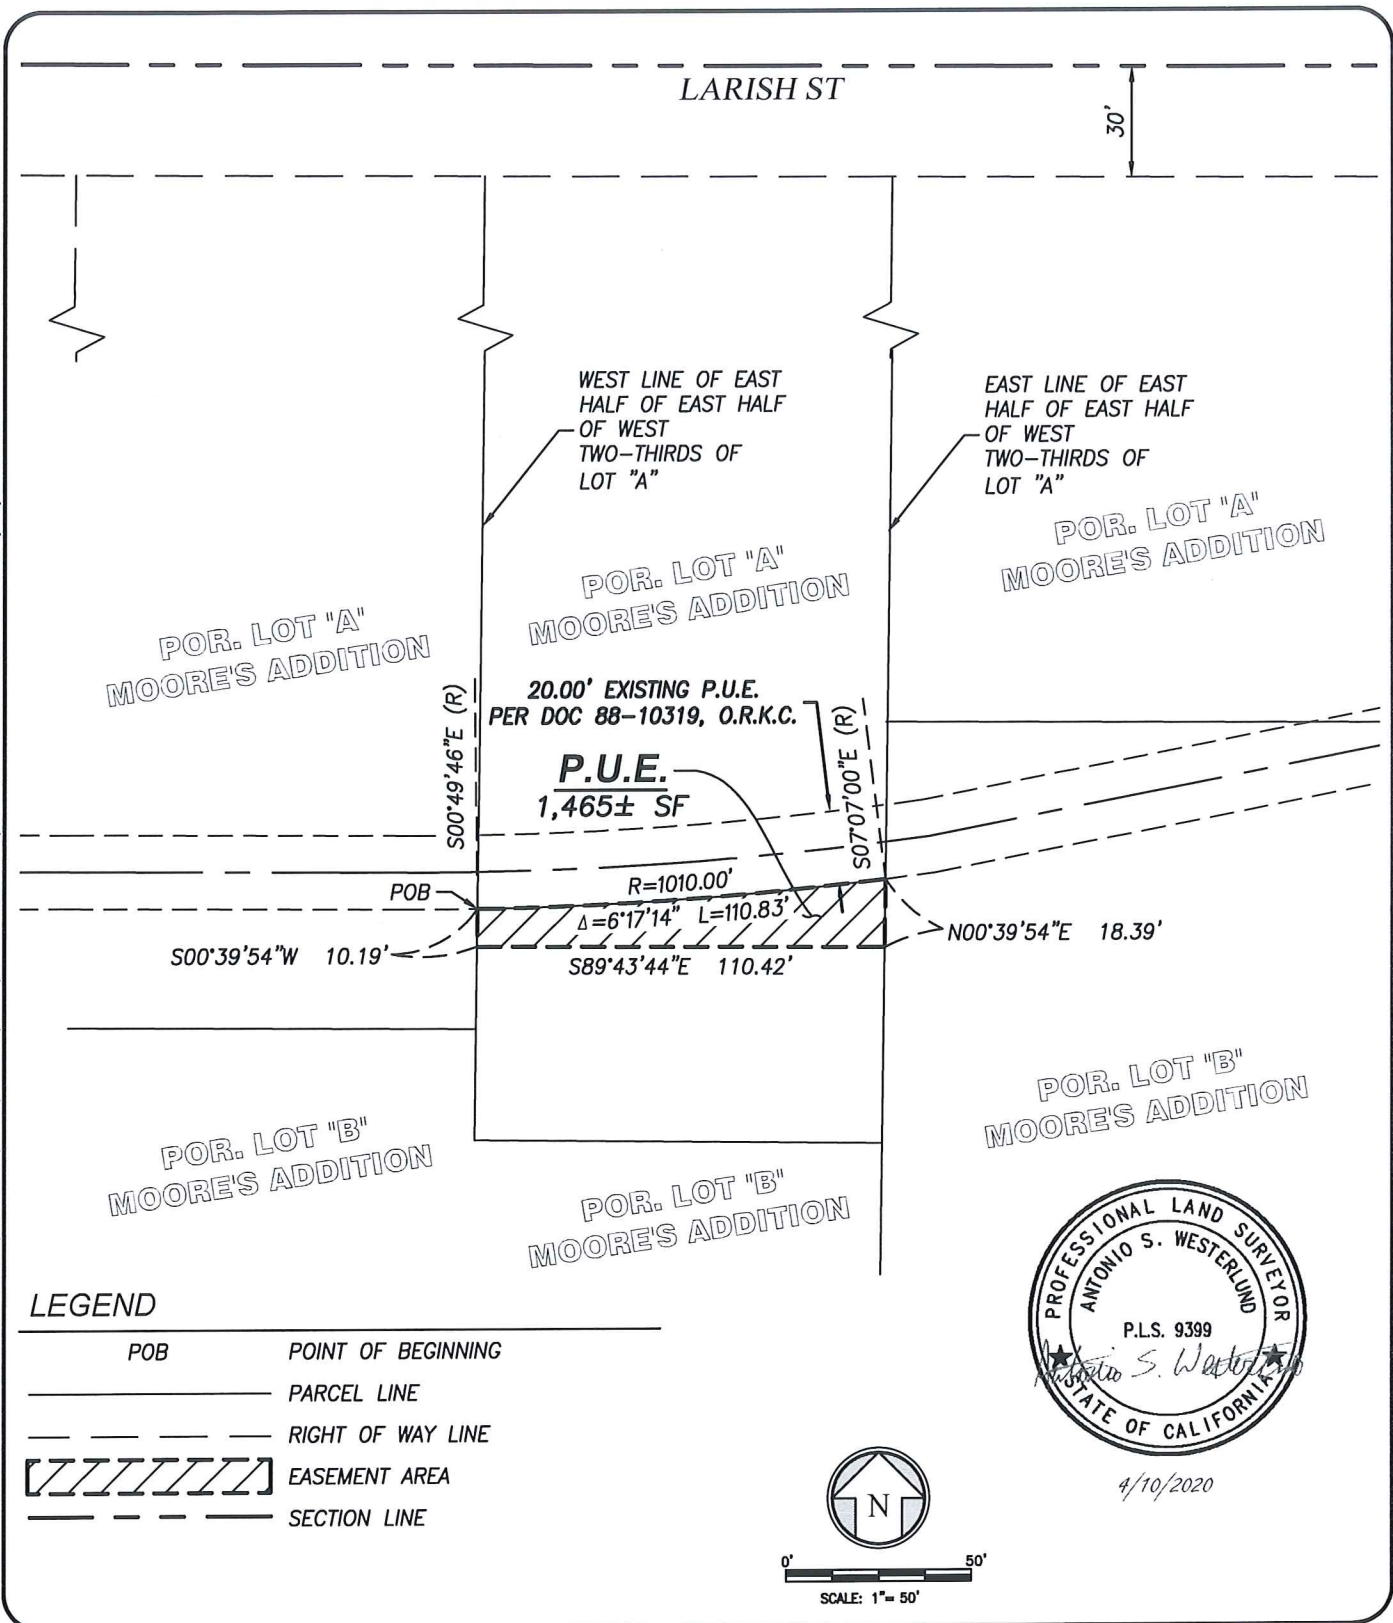 LARISH ST
30'
WEST LINE OF EAST
HALF OF EAST HALF
OF WEST
TWO-THIRDS OF
LOT "A"
EAST LINE OF EAST
HALF OF EAST HALF
OF WEST
TWO-THIRDS OF
LOT "A"
POR. LOT "A"
MOORE'S ADDITION
POR. LOT "A"
MOORE'S ADDITION
POR. LOT "A"
MOORE'S ADDITION
20.00' EXISTING P.U.E.
PER DOC 88-10319, O.R.K.C.
S00°49'46"E (R)
S07°07'00"E (R)
P.U.E.
1,465± SF
POB
R=1010.00'
Δ=6°17'14" L=110.83'
S00°39'54"W 10.19'
S89°43'44"E 110.42'
N00°39'54"E 18.39'
POR. LOT "B"
MOORE'S ADDITION
POR. LOT "B"
MOORE'S ADDITION
POR. LOT "B"
MOORE'S ADDITION
LEGEND
POB POINT OF BEGINNING
PARCEL LINE
RIGHT OF WAY LINE
EASEMENT AREA
SECTION LINE
PROFESSIONAL LAND SURVEYOR
ANTONIO S. WESTERLUND
P.L.S. 9399
Antonio S. Westerlund
STATE OF CALIFORNIA
4/10/2020
N
0' 50'
SCALE: 1"= 50'